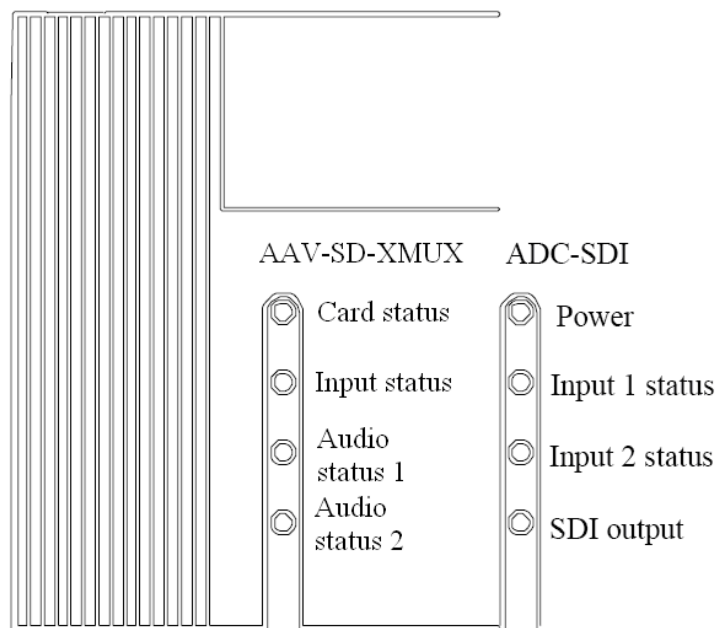 AAV-SD-XMUX
Card status
Input status
Audio
status 1
Audio
status 2
ADC-SDI
Power
Input 1 status
Input 2 status
SDI output